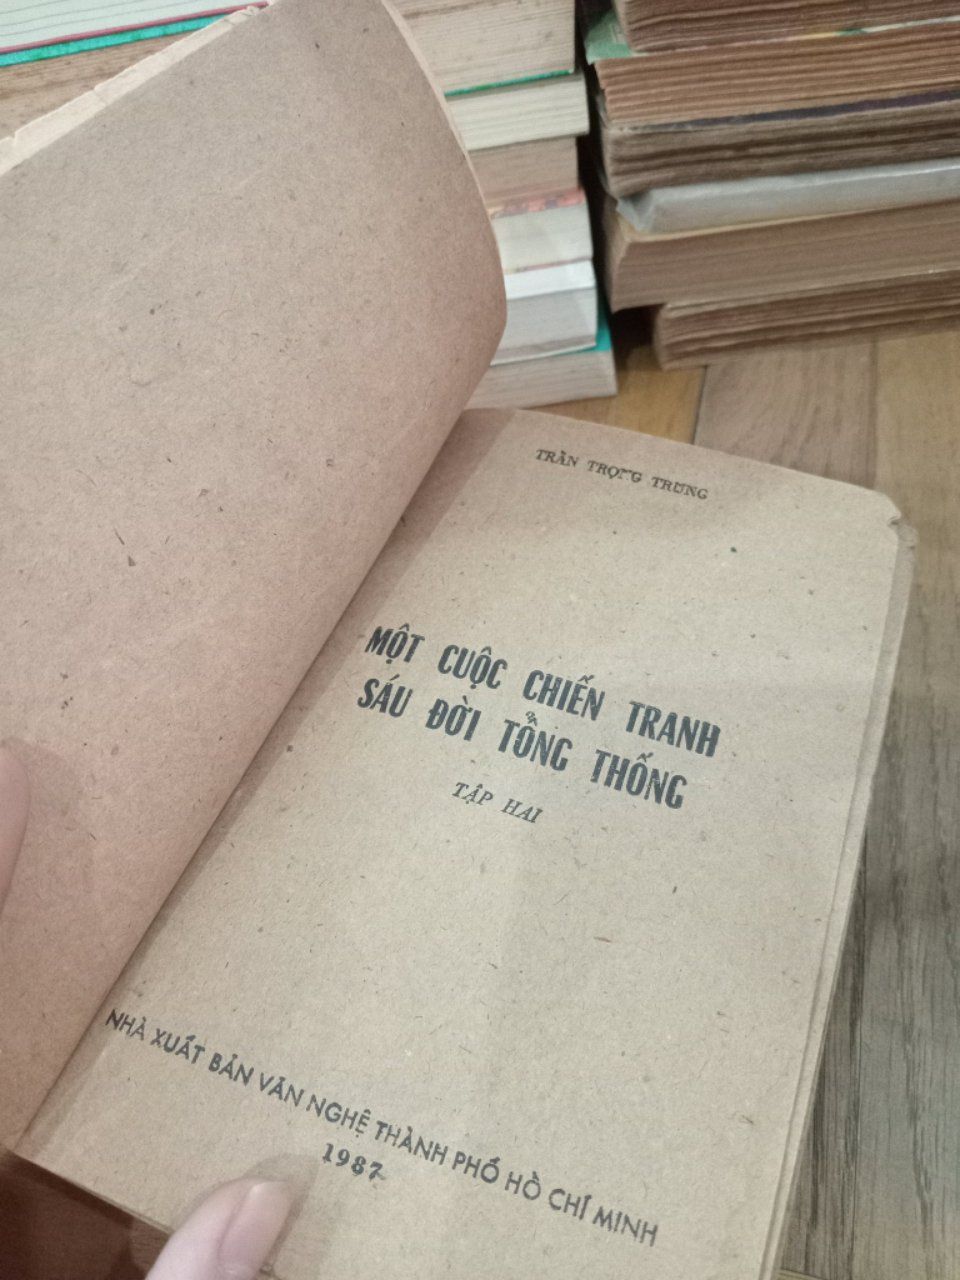 TRẦN TRỌNG TRUNG
MỘT CUỘC CHIẾN TRANH
SÁU ĐỜI TỔNG THỐNG
TẬP HAI
NHÀ XUẤT BẢN VĂN NGHỆ THÀNH PHỐ HỒ CHÍ MINH
1987